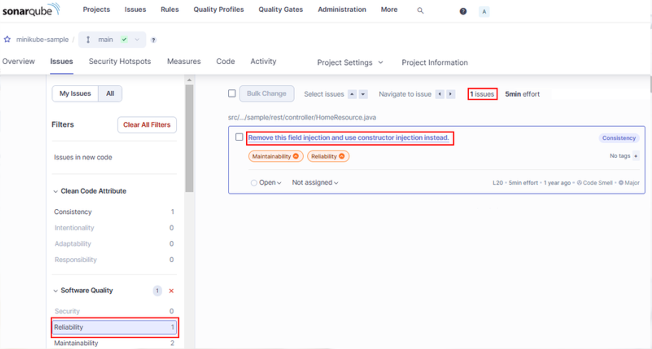 sonarqube Projects Issues Rules Quality Profiles Quality Gates Administration More ? A
minikube-sample / main ?
Overview Issues Security Hotspots Measures Code Activity Project Settings Project Information
My Issues All
Bulk Change Select Issues Navigate to issue 1 issues 5min effort
Filters Clear All Filters
src/.../sample/rest/controller/HomeResource.java
Remove this field injection and use constructor injection instead. Consistency
Issues in new code
Maintainability Reliability No tags
Open Not assigned L20 • 5min effort • 1 year ago • Code Smell • Major
Clean Code Attribute
Consistency 1
Intentionality 0
Adaptability 0
Responsibility 0
Software Quality 1
Security 0
Reliability 1
Maintainability 2